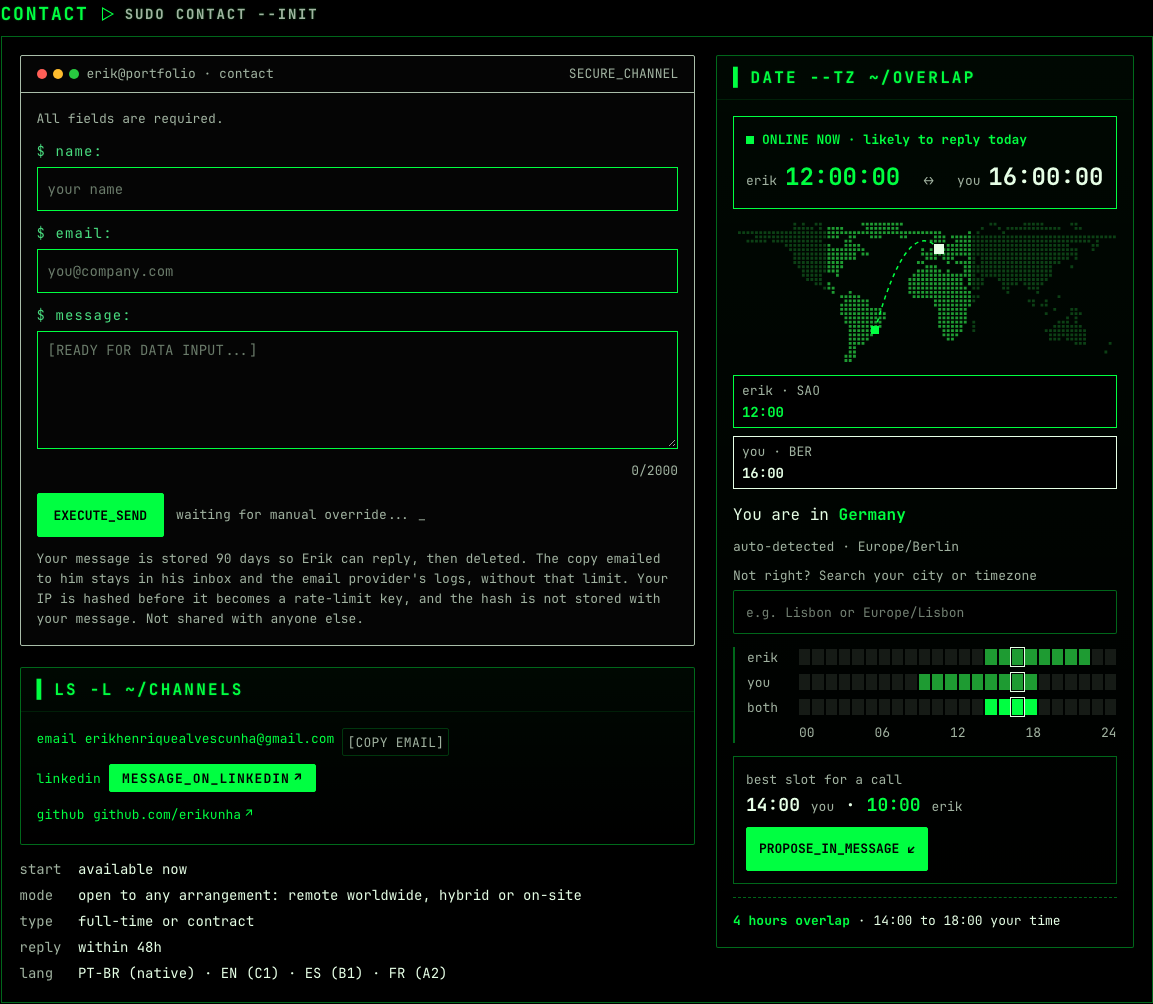 CONTACT ▷ SUDO CONTACT --INIT
erik@portfolio · contact
SECURE_CHANNEL
All fields are required.
$ name:
your name
$ email:
you@company.com
$ message:
[READY FOR DATA INPUT...]
0/2000
EXECUTE_SEND
waiting for manual override... _
Your message is stored 90 days so Erik can reply, then deleted. The copy emailed
to him stays in his inbox and the email provider's logs, without that limit. Your
IP is hashed before it becomes a rate-limit key, and the hash is not stored with
your message. Not shared with anyone else.
LS -L ~/CHANNELS
email erikhenriquealvescunha@gmail.com [COPY EMAIL]
linkedin MESSAGE_ON_LINKEDIN↗
github github.com/erikunha↗
start available now
mode open to any arrangement: remote worldwide, hybrid or on-site
type full-time or contract
reply within 48h
lang PT-BR (native) · EN (C1) · ES (B1) · FR (A2)
DATE --TZ ~/OVERLAP
ONLINE NOW · likely to reply today
erik 12:00:00 ↔ you 16:00:00
erik · SAO
12:00
you · BER
16:00
You are in Germany
auto-detected · Europe/Berlin
Not right? Search your city or timezone
e.g. Lisbon or Europe/Lisbon
erik
you
both
00 06 12 18 24
best slot for a call
14:00 you • 10:00 erik
PROPOSE_IN_MESSAGE ↙
4 hours overlap · 14:00 to 18:00 your time